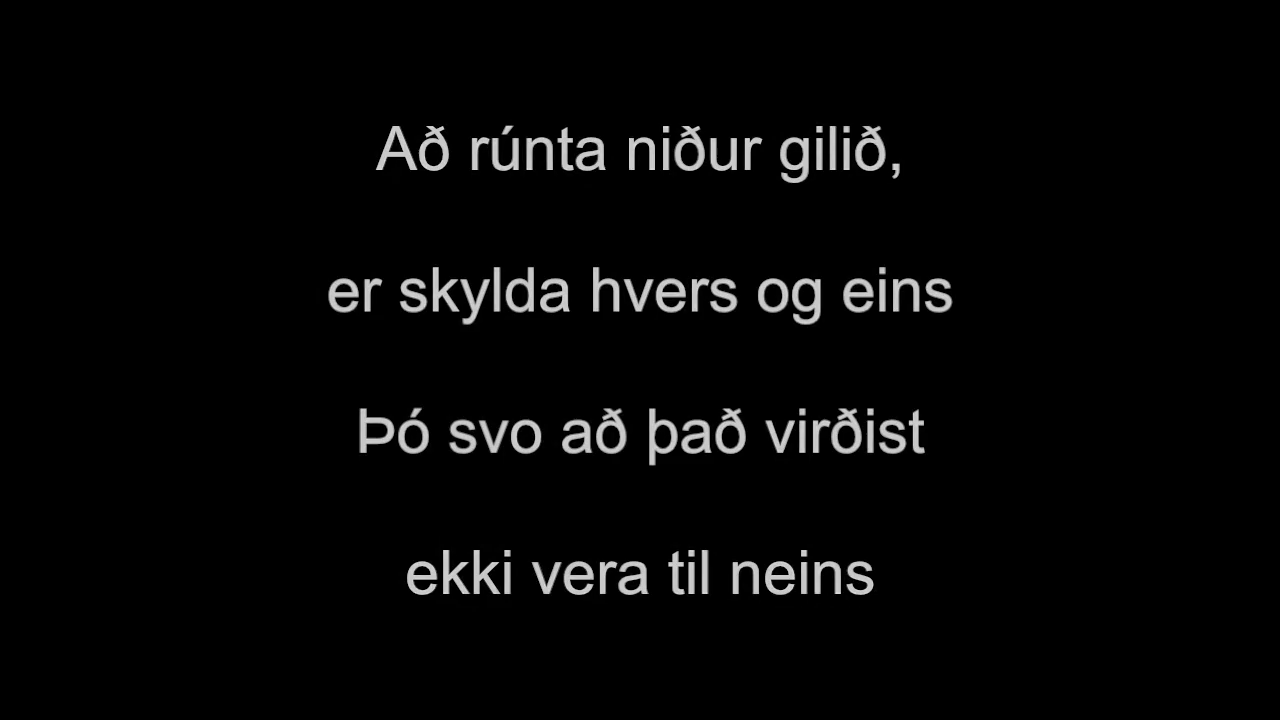 Að rúnta niður gilið,
er skylda hvers og eins
Þó svo að það virðist
ekki vera til neins